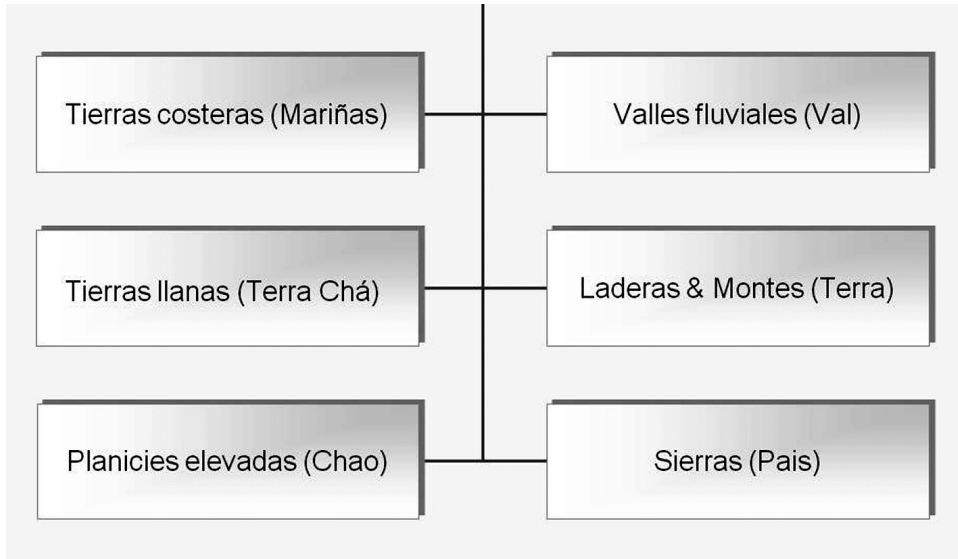 Tierras costeras (Mariñas)
Valles fluviales (Val)
Tierras llanas (Terra Chá)
Laderas & Montes (Terra)
Planicies elevadas (Chao)
Sierras (Pais)